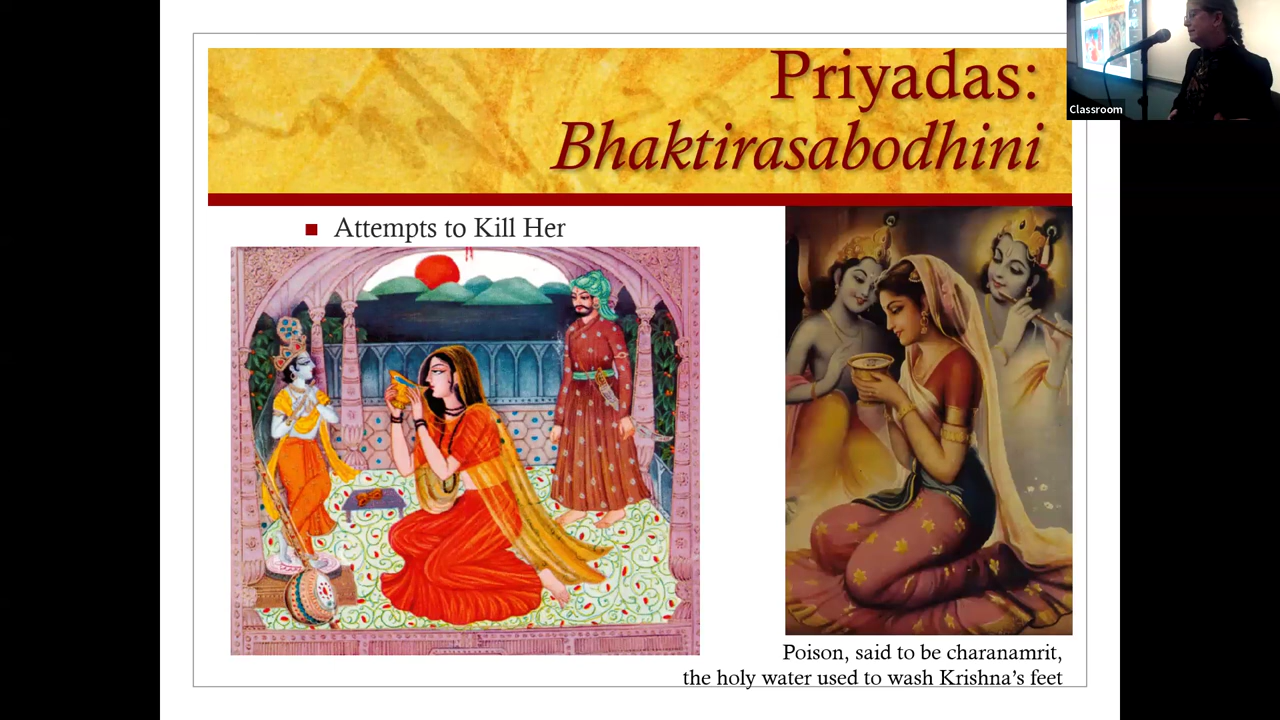 Priyadas:
Bhaktirasabodhini
Classroom
Attempts to Kill Her
Poison, said to be charanamrit,
the holy water used to wash Krishna's feet